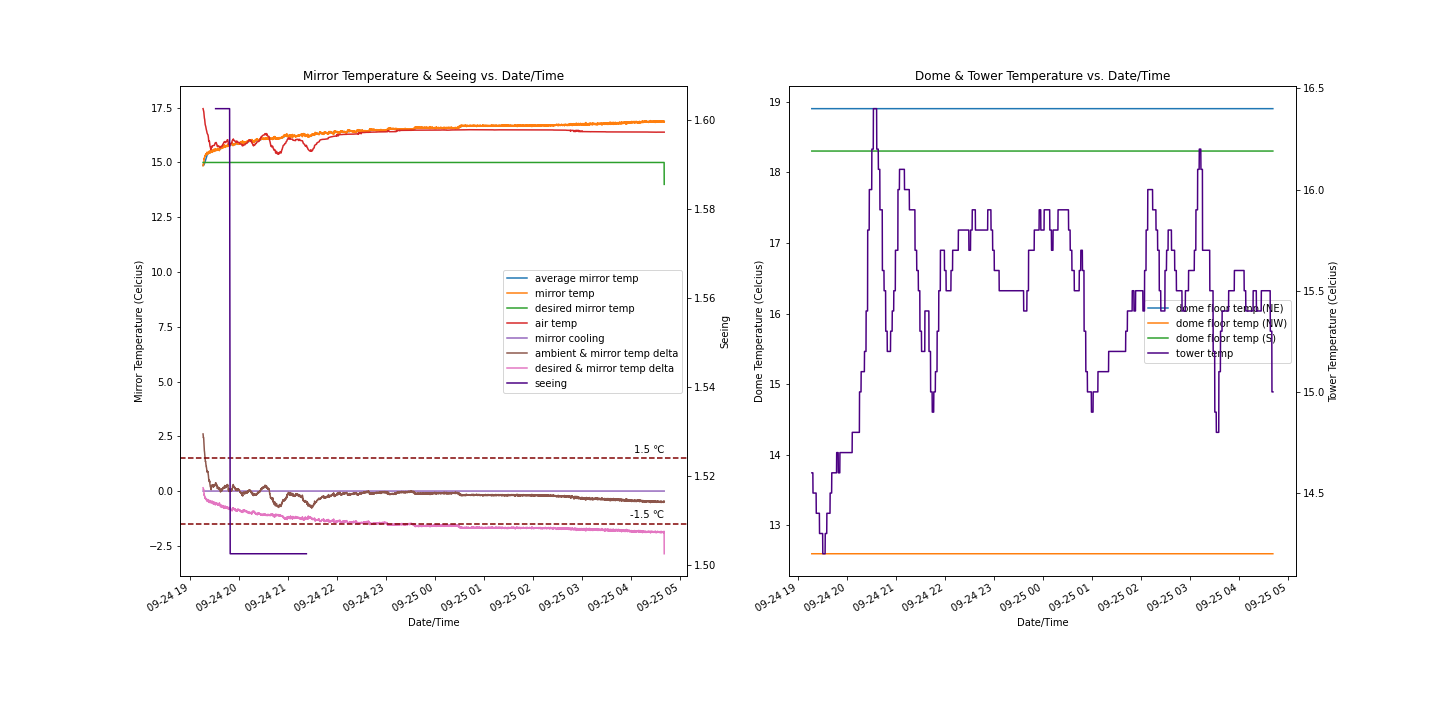 Mirror Temperature & Seeing vs. Date/Time
Mirror Temperature (Celcius)
17.5
15.0
12.5
10.0
7.5
5.0
2.5
0.0
−2.5
1.60
1.58
1.56
1.54
1.52
1.50
Seeing
average mirror temp
mirror temp
desired mirror temp
air temp
mirror cooling
ambient & mirror temp delta
desired & mirror temp delta
seeing
1.5 °C
-1.5 °C
09-24 19
09-24 20
09-24 21
09-24 22
09-24 23
09-25 00
09-25 01
09-25 02
09-25 03
09-25 04
09-25 05
Date/Time
Dome & Tower Temperature vs. Date/Time
Dome Temperature (Celcius)
19
18
17
16
15
14
13
16.5
16.0
15.5
15.0
14.5
Tower Temperature (Celcius)
dome floor temp (NE)
dome floor temp (NW)
dome floor temp (S)
tower temp
09-24 19
09-24 20
09-24 21
09-24 22
09-24 23
09-25 00
09-25 01
09-25 02
09-25 03
09-25 04
09-25 05
Date/Time